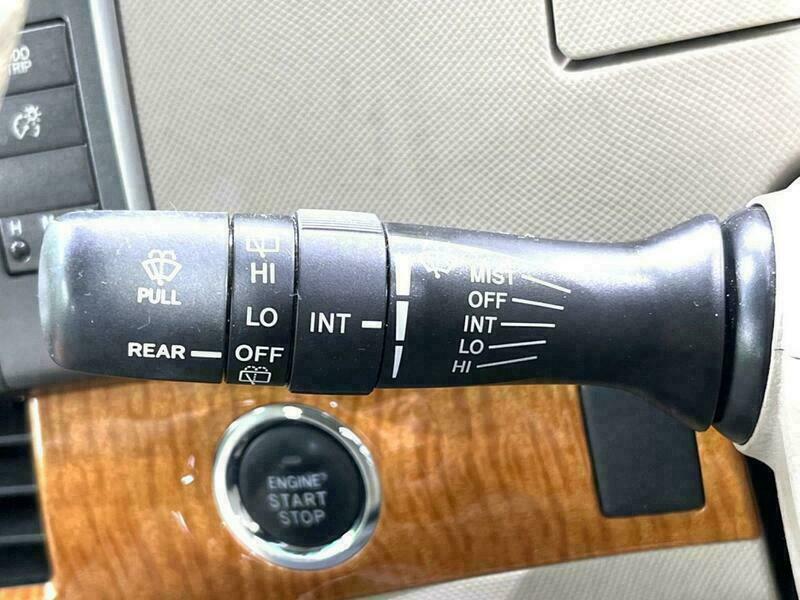 TRIP
H
PULL
REAR
HI
LO
OFF
INT
MIST
OFF
INT
LO
HI
ENGINE
START
STOP